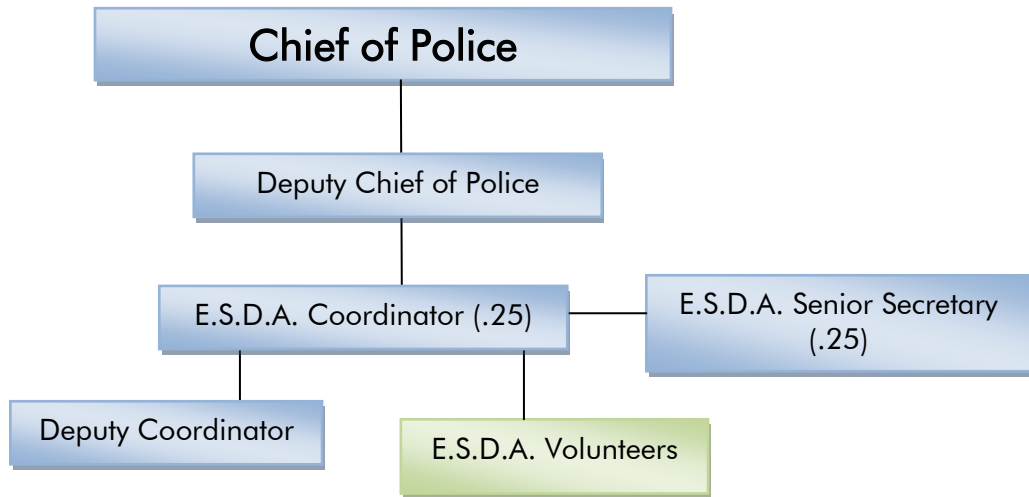 Chief of Police
Deputy Chief of Police
E.S.D.A. Coordinator (.25)
E.S.D.A. Senior Secretary
(.25)
Deputy Coordinator
E.S.D.A. Volunteers